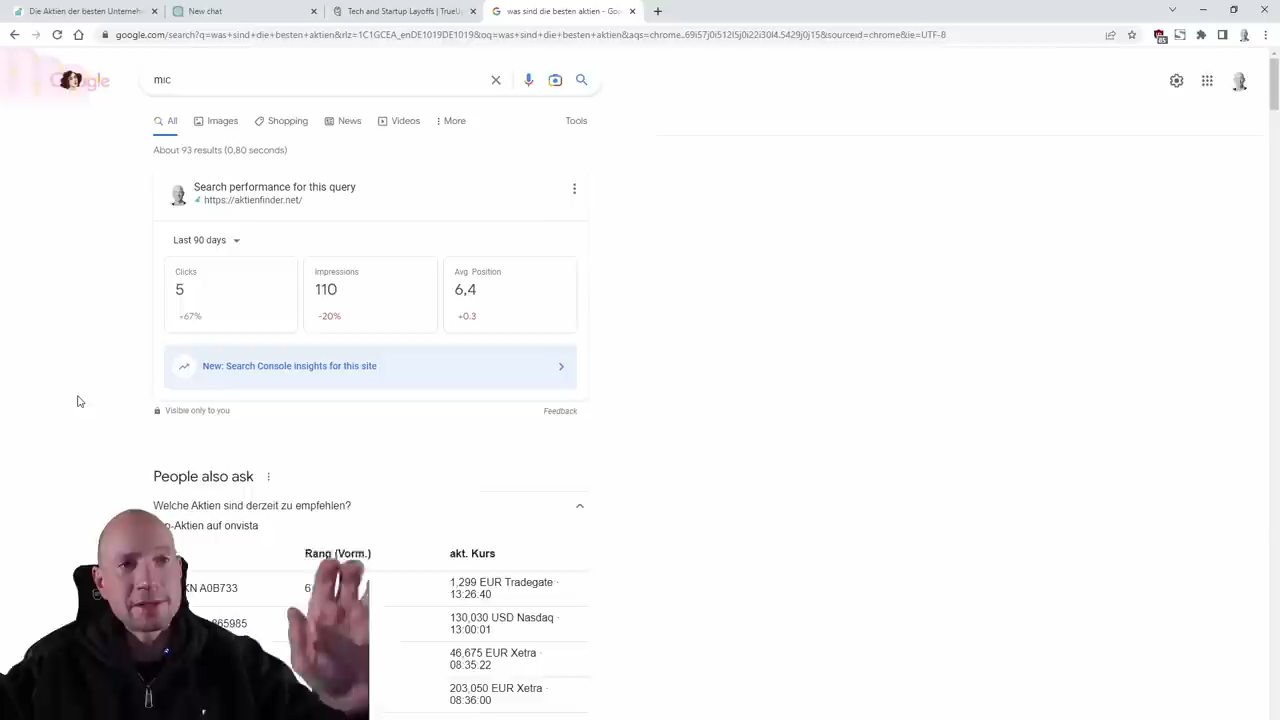 Die Aktien der besten Unterneh
New chat
Tech and Startup Layoffs | TrueU
was sind die besten aktien - Goo
google.com/search?q=was+sind+die+besten+aktien&rlz=1C1GCEA_enDE1019DE1019&oq=was+sind+die+besten+aktien&aqs=chrome..69i57j0i512l5j0i22i30l4.5429j0j15&sourceid=chrome&ie=UTF-8
mic
All
Images
Shopping
News
Videos
More
Tools
About 93 results (0,80 seconds)
Search performance for this query
https://aktienfinder.net/
Last 90 days
Clicks
Impressions
Avg Position
5
110
6,4
+67%
-20%
+0.3
New: Search Console insights for this site
Visible only to you
Feedback
People also ask
Welche Aktien sind derzeit zu empfehlen?
-Aktien auf onvista
Rang (Vorm.)
akt. Kurs
1,299 EUR Tradegate ·
13:26:40
A0B733
130,030 USD Nasdaq ·
13:00:01
865985
46,675 EUR Xetra ·
08:35:22
203,050 EUR Xetra ·
08:36:00